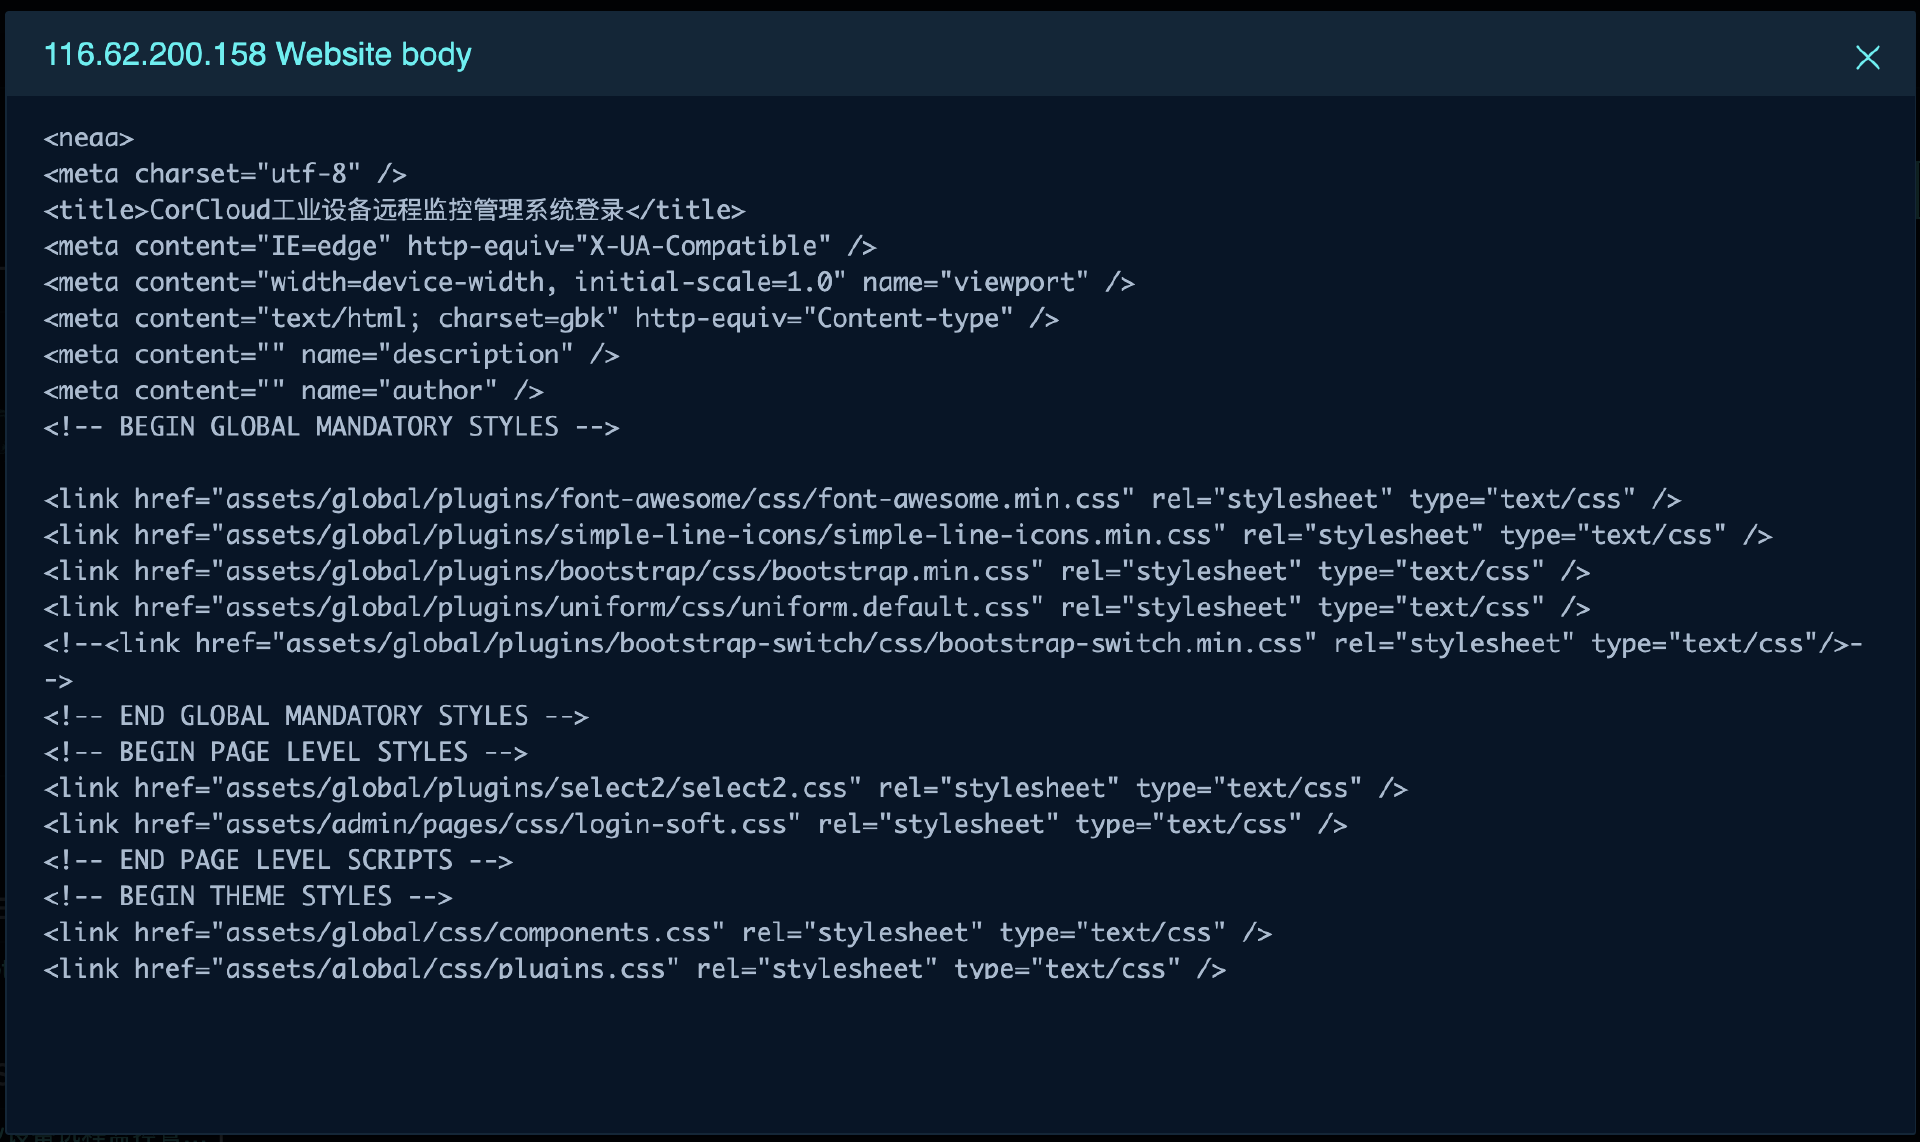 116.62.200.158 Website body
<neaa>
<meta charset="utf-8" />
<title>CorCloud工业设备远程监控管理系统登录</title>
<meta content="IE=edge" http-equiv="X-UA-Compatible" />
<meta content="width=device-width, initial-scale=1.0" name="viewport" />
<meta content="text/html; charset=gbk" http-equiv="Content-type" />
<meta content="" name="description" />
<meta content="" name="author" />
<!-- BEGIN GLOBAL MANDATORY STYLES -->
<link href="assets/global/plugins/font-awesome/css/font-awesome.min.css" rel="stylesheet" type="text/css" />
<link href="assets/global/plugins/simple-line-icons/simple-line-icons.min.css" rel="stylesheet" type="text/css" />
<link href="assets/global/plugins/bootstrap/css/bootstrap.min.css" rel="stylesheet" type="text/css" />
<link href="assets/global/plugins/uniform/css/uniform.default.css" rel="stylesheet" type="text/css" />
<!--<link href="assets/global/plugins/bootstrap-switch/css/bootstrap-switch.min.css" rel="stylesheet" type="text/css"/>-
->
<!-- END GLOBAL MANDATORY STYLES -->
<!-- BEGIN PAGE LEVEL STYLES -->
<link href="assets/global/plugins/select2/select2.css" rel="stylesheet" type="text/css" />
<link href="assets/admin/pages/css/login-soft.css" rel="stylesheet" type="text/css" />
<!-- END PAGE LEVEL SCRIPTS -->
<!-- BEGIN THEME STYLES -->
<link href="assets/global/css/components.css" rel="stylesheet" type="text/css" />
<link href="assets/global/css/plugins.css" rel="stylesheet" type="text/css" />